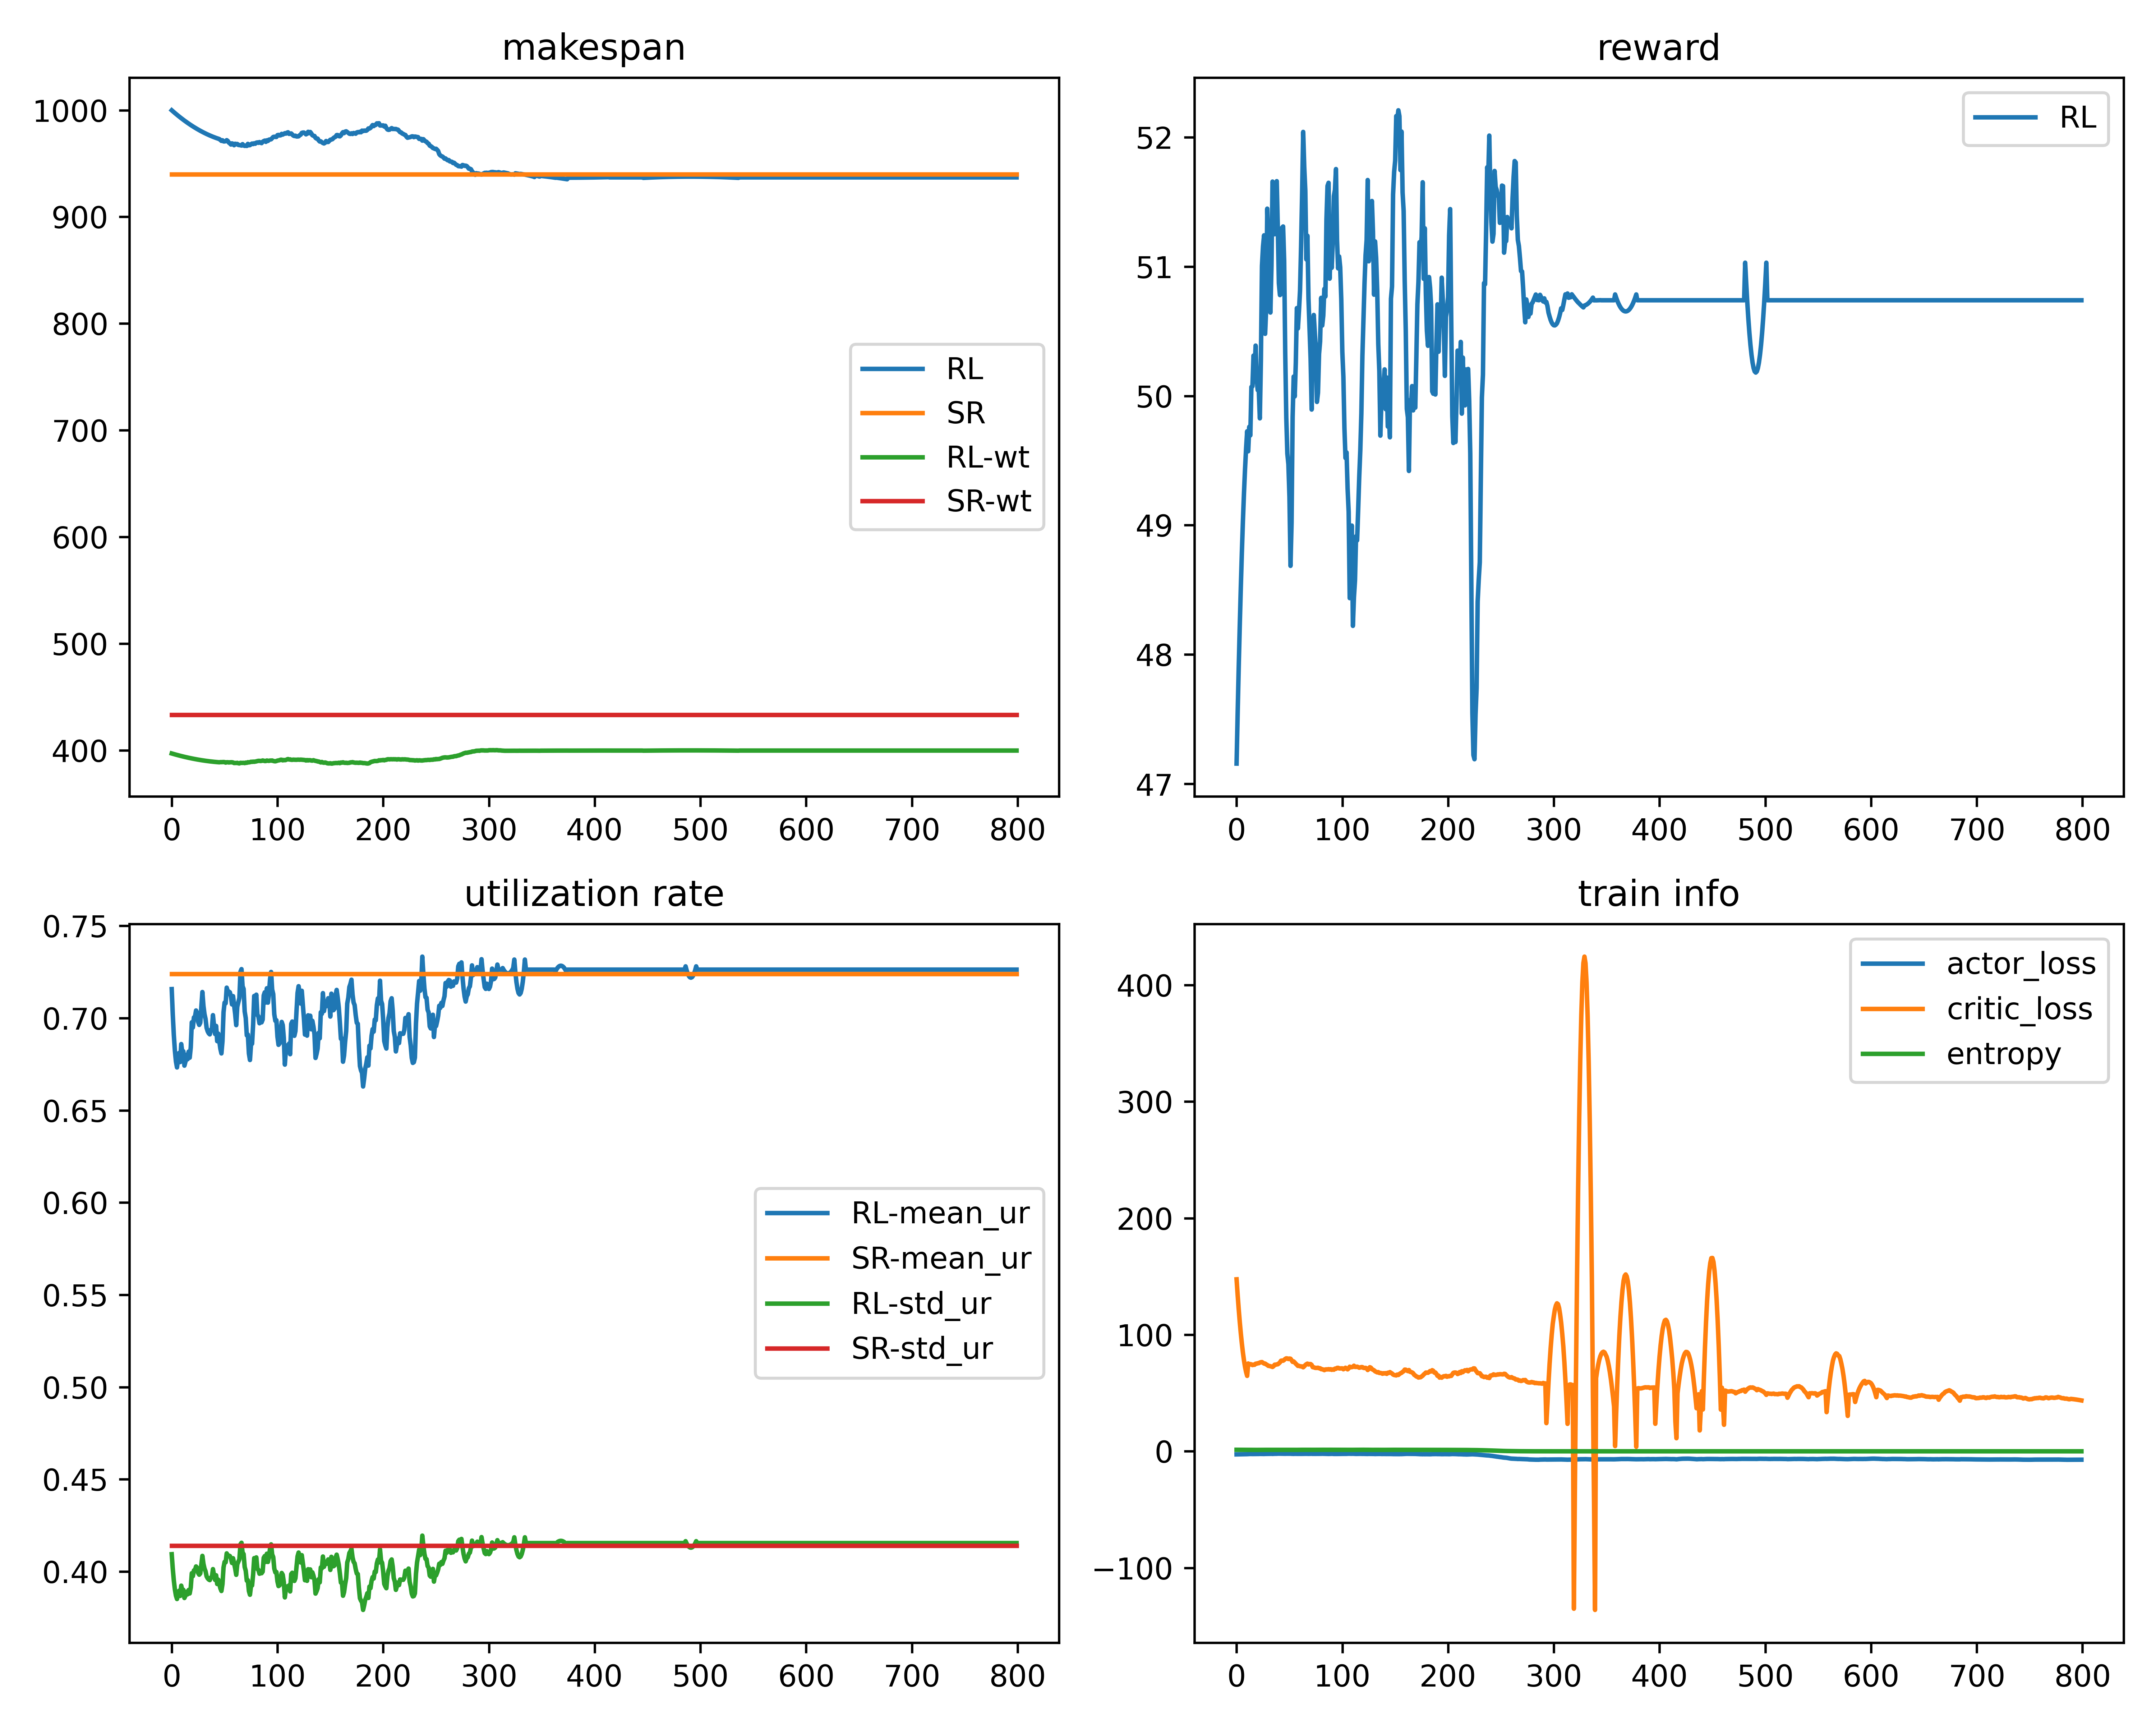 makespan
1000
900
800
700
600
500
400
RL
SR
RL-wt
SR-wt
0 100 200 300 400 500 600 700 800
reward
52
51
50
49
48
47
RL
0 100 200 300 400 500 600 700 800
utilization rate
0.75
0.70
0.65
0.60
0.55
0.50
0.45
0.40
RL-mean_ur
SR-mean_ur
RL-std_ur
SR-std_ur
0 100 200 300 400 500 600 700 800
train info
400
300
200
100
0
−100
actor_loss
critic_loss
entropy
0 100 200 300 400 500 600 700 800